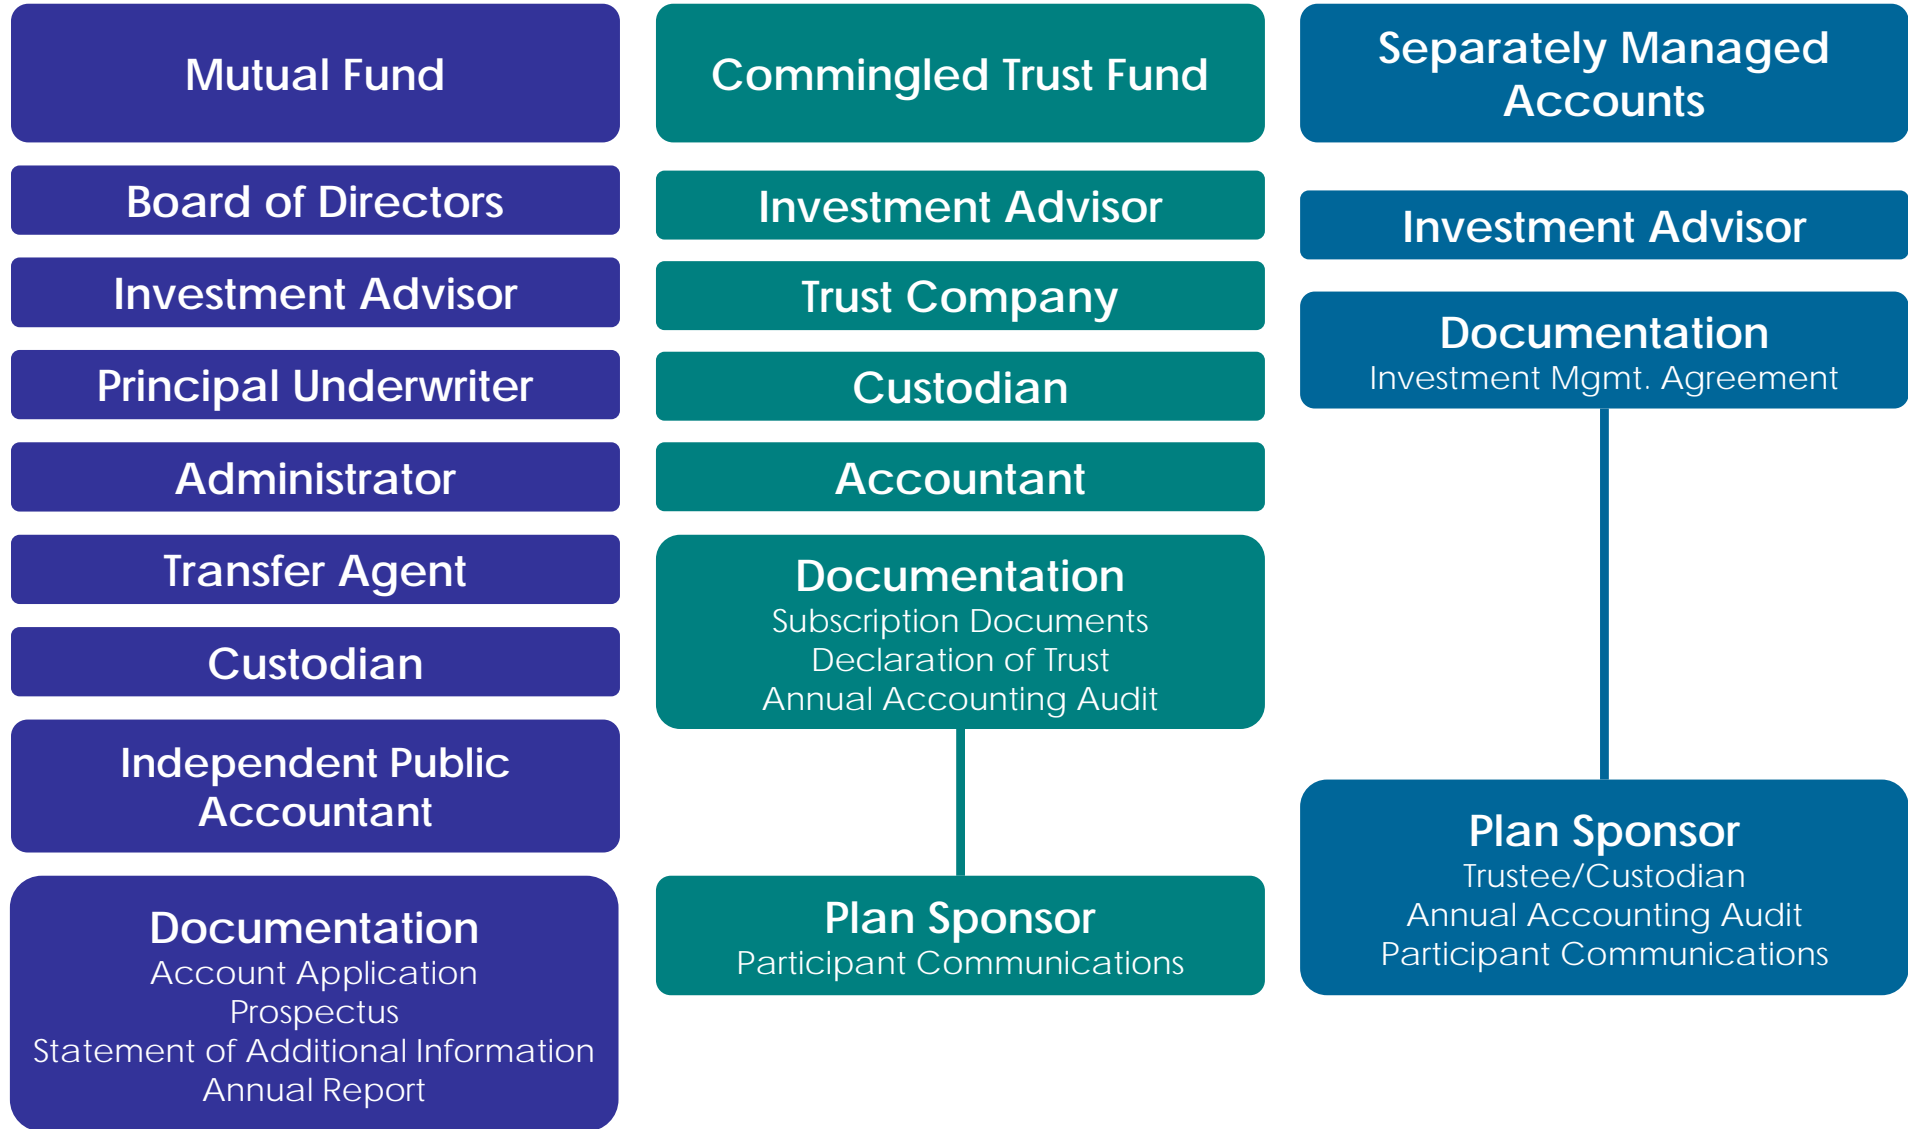 Mutual Fund
Board of Directors
Investment Advisor
Principal Underwriter
Administrator
Transfer Agent
Custodian
Independent Public
Accountant
Documentation
Account Application
Prospectus
Statement of Additional Information
Annual Report
Commingled Trust Fund
Investment Advisor
Trust Company
Custodian
Accountant
Documentation
Subscription Documents
Declaration of Trust
Annual Accounting Audit
Plan Sponsor
Participant Communications
Separately Managed
Accounts
Investment Advisor
Documentation
Investment Mgmt. Agreement
Plan Sponsor
Trustee/Custodian
Annual Accounting Audit
Participant Communications